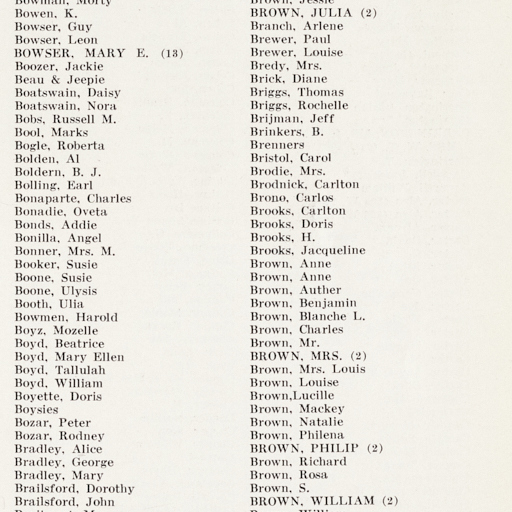 Bowman, Morty
Bowen, K.
Bowser, Guy
Bowser, Leon
BOWSER, MARY E. (13)
Boozer, Jackie
Beau & Jeepie
Boatswain, Daisy
Boatswain, Nora
Bobs, Russell M.
Bool, Marks
Bogle, Roberta
Bolden, Al
Boldern, B. J.
Bolling, Earl
Bonaparte, Charles
Bonadie, Oveta
Bonds, Addie
Bonilla, Angel
Bonner, Mrs. M.
Booker, Susie
Boone, Susie
Boone, Ulysis
Booth, Ulia
Bowmen, Harold
Boyz, Mozelle
Boyd, Beatrice
Boyd, Mary Ellen
Boyd, Tallulah
Boyd, William
Boyette, Doris
Boysies
Bozar, Peter
Bozar, Rodney
Bradley, Alice
Bradley, George
Bradley, Mary
Brailsford, Dorothy
Brailsford, John
Brown, Jessie
BROWN, JULIA (2)
Branch, Arlene
Brewer, Paul
Brewer, Louise
Bredy, Mrs.
Brick, Diane
Briggs, Thomas
Briggs, Rochelle
Brijman, Jeff
Brinkers, B.
Brenners
Bristol, Carol
Brodie, Mrs.
Brodnick, Carlton
Brono, Carlos
Brooks, Carlton
Brooks, Doris
Brooks, H.
Brooks, Jacqueline
Brown, Anne
Brown, Anne
Brown, Auther
Brown, Benjamin
Brown, Blanche L.
Brown, Charles
Brown, Mr.
BROWN, MRS. (2)
Brown, Mrs. Louis
Brown, Louise
Brown,Lucille
Brown, Mackey
Brown, Natalie
Brown, Philena
BROWN, PHILIP (2)
Brown, Richard
Brown, Rosa
Brown, S.
BROWN, WILLIAM (2)